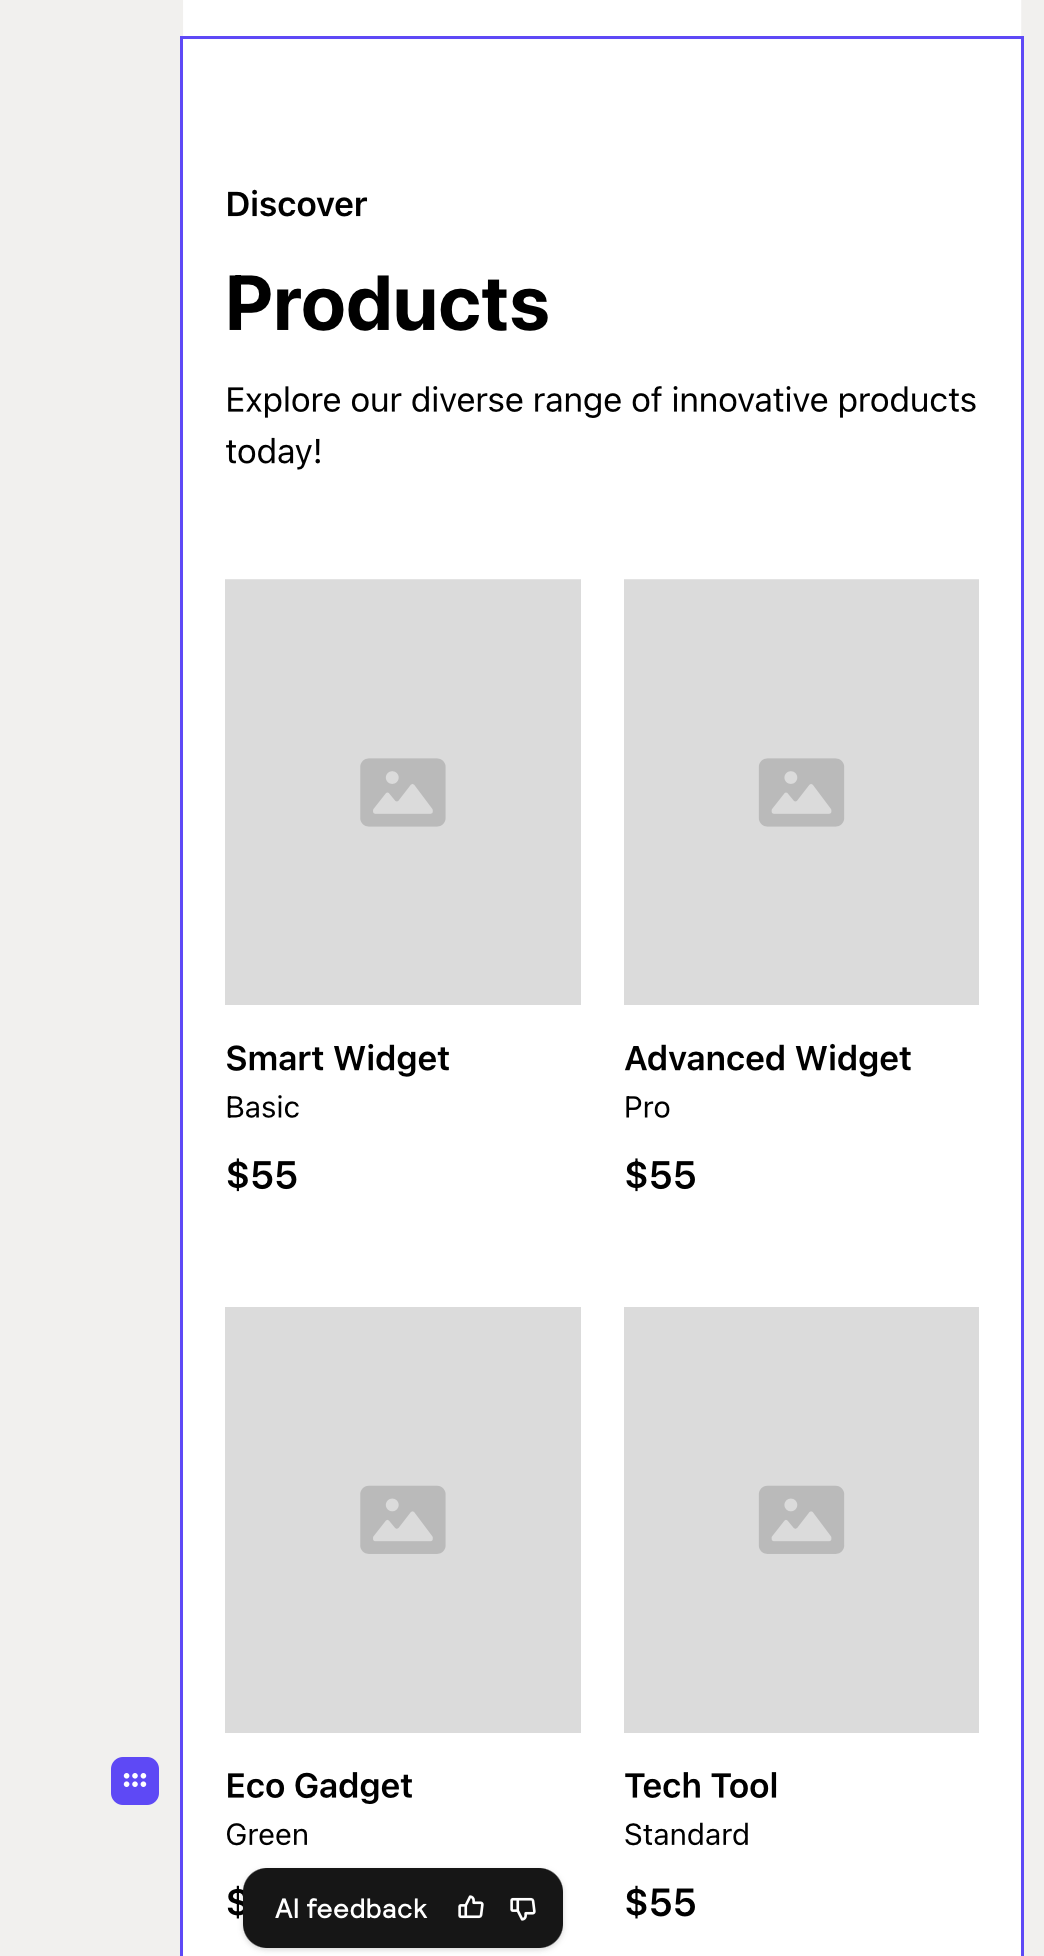 Discover
Products
Explore our diverse range of innovative products
today!
Smart Widget
Basic
$55
Advanced Widget
Pro
$55
Eco Gadget
Green
$
Tech Tool
Standard
$55
AI feedback